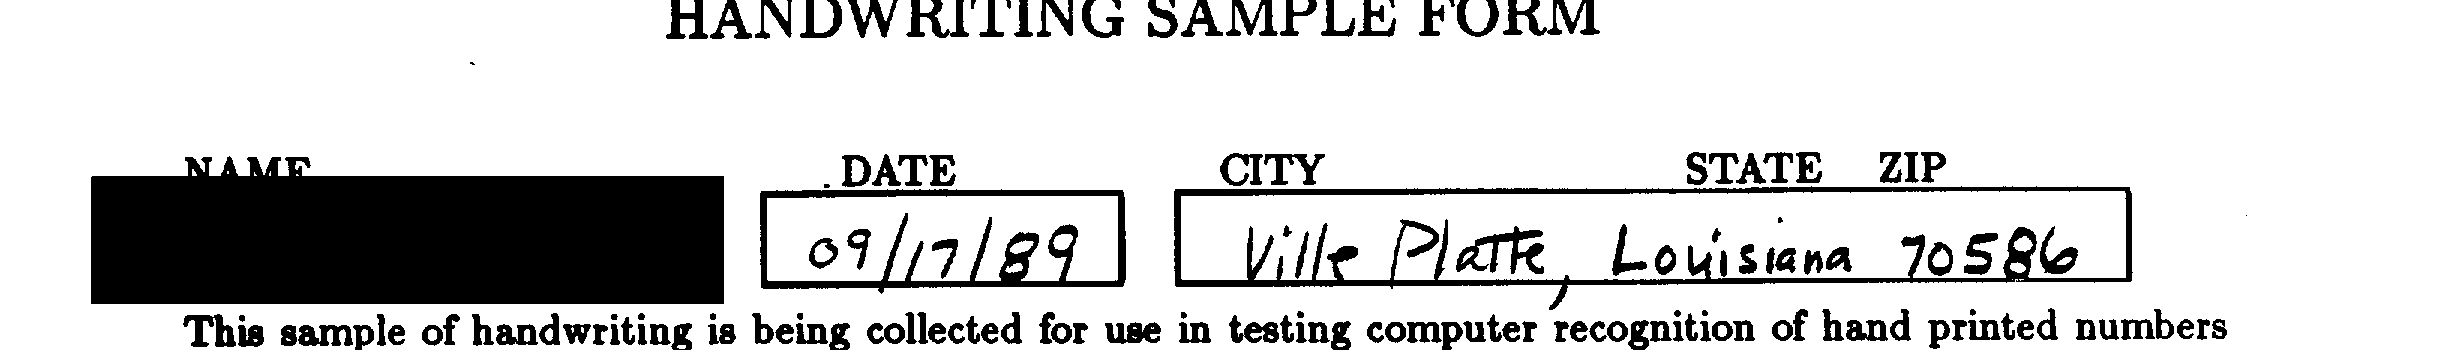 HANDWRITING SAMPLE FORM
NAME DATE CITY STATE ZIP
09/17/89 Ville Platte, Louisiana 70586
This sample of handwriting is being collected for use in testing computer recognition of hand printed numbers